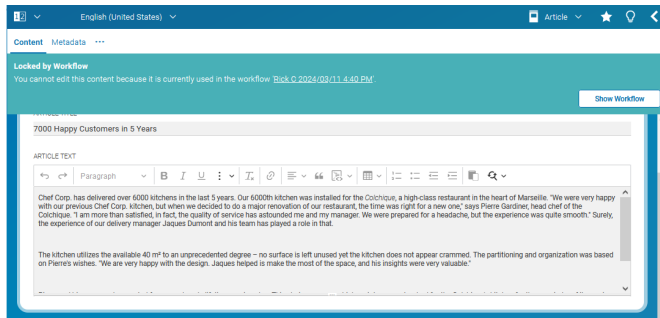 English (United States)
Article
Content Metadata ...
Locked by Workflow
You cannot edit this content because it is currently used in the workflow 'Rick C 2024/03/11 4:40 PM'.
Show Workflow
ARTICLE TITLE
7000 Happy Customers in 5 Years
ARTICLE TEXT
Paragraph
B I U
Chef Corp. has delivered over 6000 kitchens in the last 5 years. Our 6000th kitchen was installed for the Colchique, a high-class restaurant in the heart of Marseille. "We were very happy
with our previous Chef Corp. kitchen, but when we decided to do a major renovation of our restaurant, the time was right for a new one," says Pierre Gardiner, head chef of the
Colchique. "I am more than satisfied, in fact, the quality of service has astounded me and my manager. We were prepared for a headache, but the experience was quite smooth." Surely,
the experience of our delivery manager Jaques Dumont and his team has played a role in that.
The kitchen utilizes the available 40 m² to an unprecedented degree – no surface is left unused yet the kitchen does not appear crammed. The partitioning and organization was based
on Pierre's wishes. "We are very happy with the design. Jaques helped is make the most of the space, and his insights were very valuable."